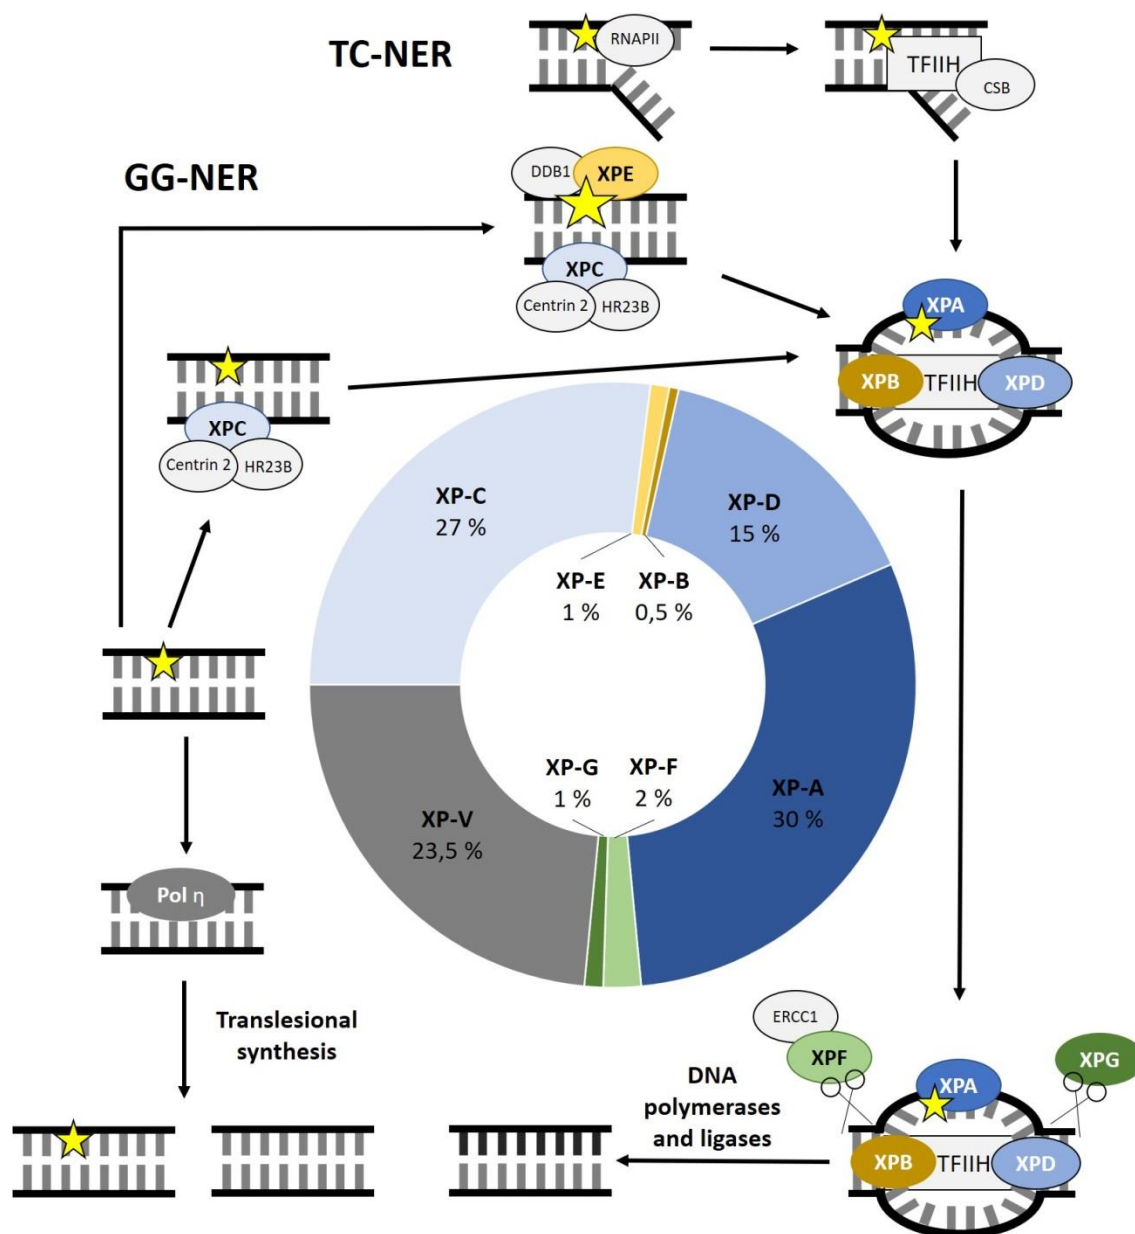 TC-NER
RNAPII
TFIIH
CSB
GG-NER
DDB1
XPE
XPC
Centrin 2
HR23B
XPA
XPB
TFIIH
XPD
XPC
Centrin 2
HR23B
XP-C
27 %
XP-D
15 %
XP-E
1 %
XP-B
0,5 %
XP-G
1 %
XP-F
2 %
XP-A
30 %
XP-V
23,5 %
Pol η
Translesional
synthesis
ERCC1
XPF
XPG
DNA
polymerases
and ligases
XPA
XPB
TFIIH
XPD